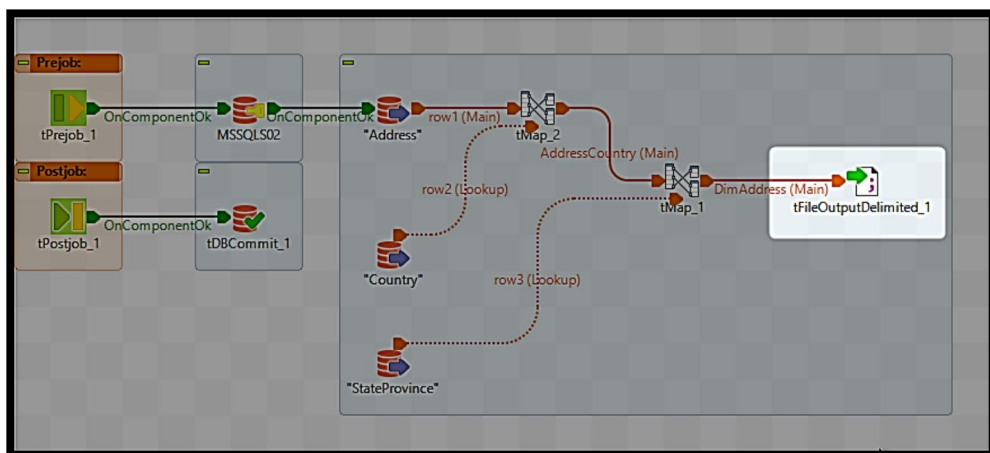 Prejob:
tPrejob_1
OnComponentOk
MSSQLS02
OnComponentOk
"Address"
row1 (Main)
tMap_2
AddressCountry (Main)
row2 (Lookup)
"Country"
row3 (Lookup)
"StateProvince"
tMap_1
DimAddress (Main)
tFileOutputDelimited_1
Postjob:
tPostjob_1
OnComponentOk
tDBCommit_1